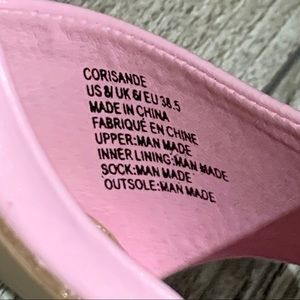 CORISANDE
US 8 UK 6 EU 38.5
MADE IN CHINA
FABRIQUÉ EN CHINE
UPPER:MAN MADE
INNER LINING:MAN MADE
SOCK:MAN MADE
OUTSOLE:MAN MADE